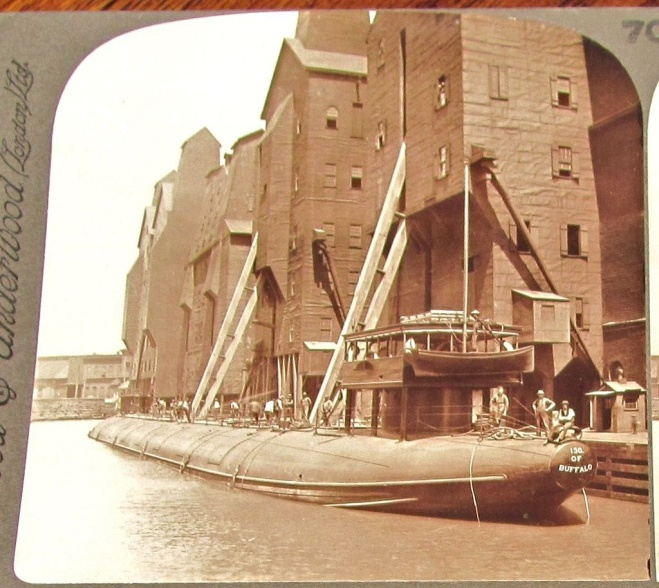 70
& Underwood, London, Ltd.
130.
OF
BUFFALO